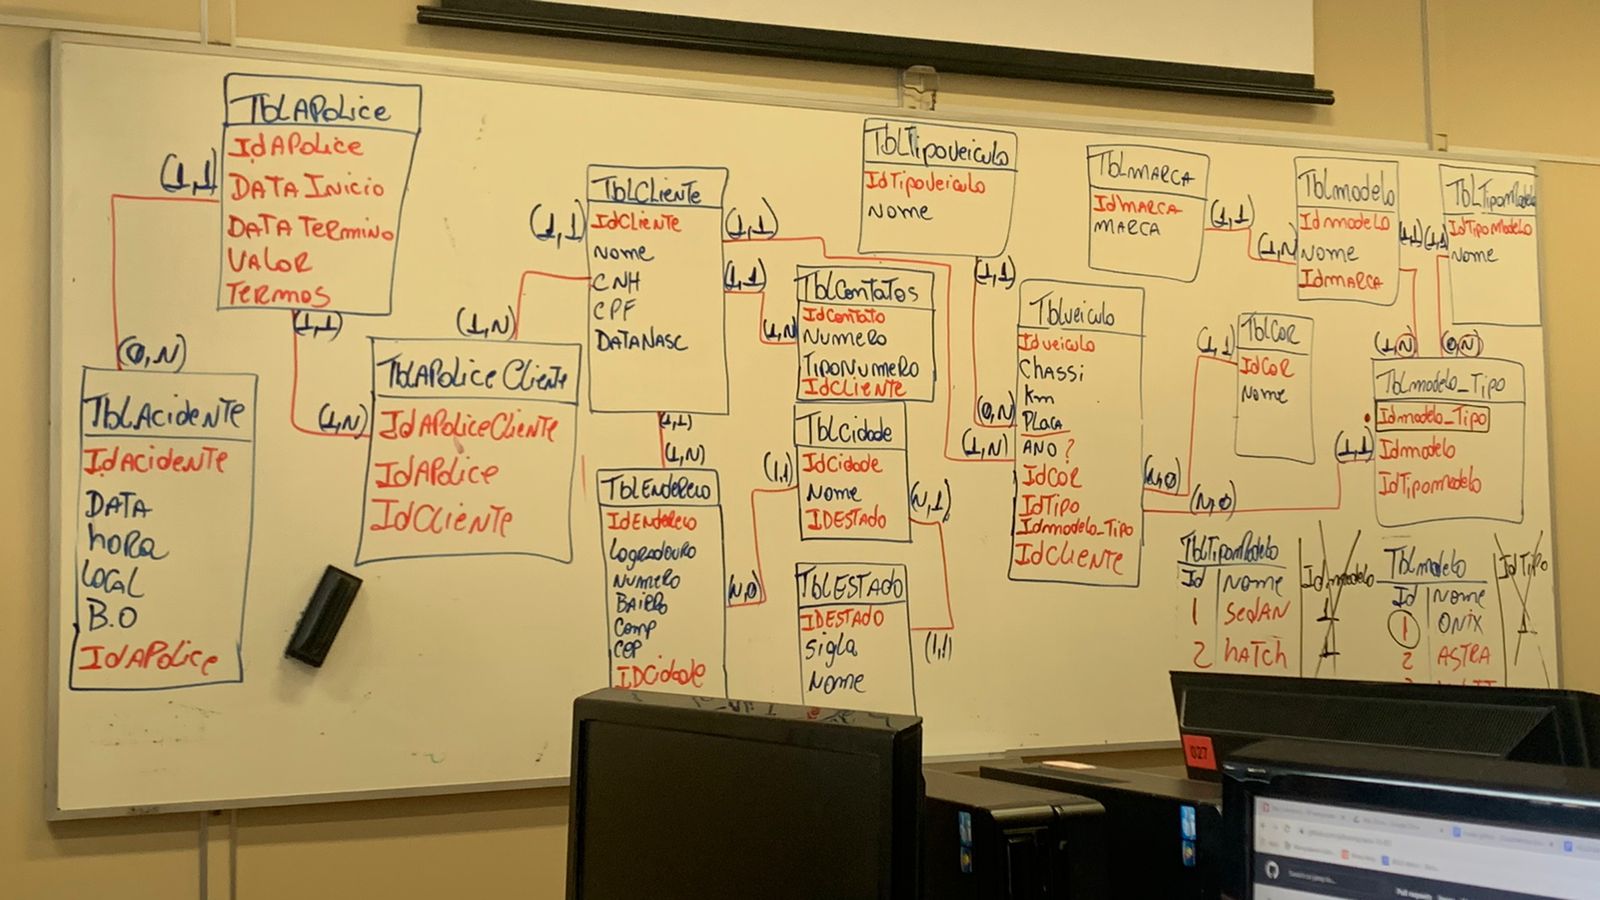 TblAPolice
IdAPolice
DATA Inicio
DATA Termino
VALOR
Termos
(1,1)
(0,N)
(1,1)
(1,N)
TblAcidente
IdAcidente
DATA
hora
Local
B.O
IdAPolice
TblAPoliceCliente
IdAPoliceCliente
IdAPolice
IdCliente
(1,N)
(1,1)
TblCliente
IdCliente
Nome
CNH
CPF
DATANASC
(1,1)
(1,1)
(1,N)
(1,1)
(1,N)
TblEndereco
IdEndereco
Logradouro
Numero
Bairro
Comp
CEP
IDCidade
(N,0)
(1,1)
TblContatos
IdContato
Numero
TipoNumero
IdCliente
TblCidade
IdCidade
Nome
IDESTADO
(N,1)
(1,1)
TblESTADO
IDESTADO
Sigla
Nome
TblTipoVeiculo
IdTipoVeiculo
Nome
(1,1)
(0,N)
(1,N)
Tblveiculo
Idveiculo
Chassi
Km
Placa
ANO ?
IdCOR
IdTipo
Idmodelo_Tipo
IdCliente
(N,0)
(N,0)
(1,1)
(1,1)
TblMARCA
IdMARCA
MARCA
(1,1)
(1,N)
TblCOR
IdCOR
Nome
Tblmodelo
Idmodelo
Nome
IdMARCA
(1,1)
(1,1)
(1,N)
(0,N)
TblTipoModelo
IdTipoModelo
Nome
Tblmodelo_Tipo
Idmodelo_Tipo
Idmodelo
IdTipomodelo
TblTipoModelo
Id Nome Idmodelo
1 Sedan 1
2 hATCH 1
Tblmodelo
Id Nome IdTipo
1 ONIX 1
2 ASTRA
027